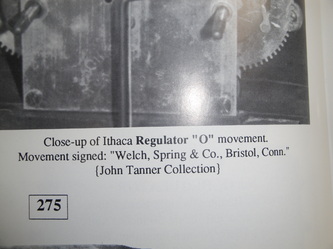 Close-up of Ithaca Regulator "O" movement.
Movement signed: "Welch, Spring & Co., Bristol, Conn."
{John Tanner Collection}
275